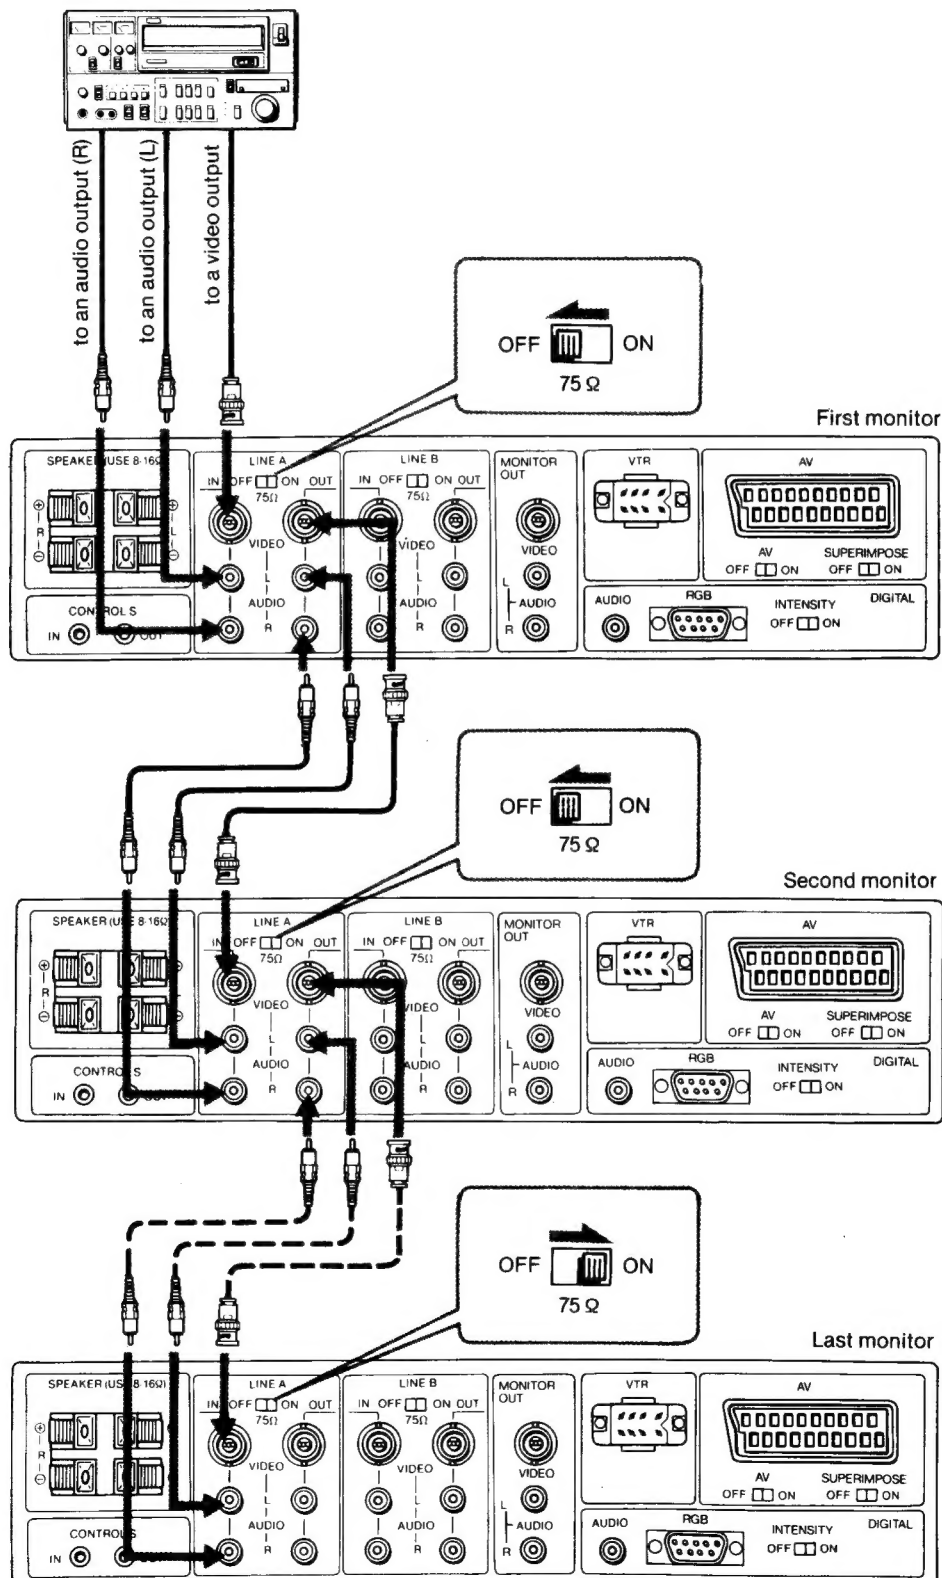 to an audio output (R)
to an audio output (L)
to a video output
OFF ON
75 Ω
First monitor
SPEAKER (USE 8-16Ω)
LINE A
IN OFF ON OUT
75Ω
LINE B
IN OFF ON OUT
75Ω
MONITOR
OUT
VTR
AV
+
R
−
L
VIDEO
L
AUDIO
R
VIDEO
L
AUDIO
R
VIDEO
L
AUDIO
R
AV
OFF ON
SUPERIMPOSE
OFF ON
CONTROL S
IN OUT
AUDIO
RGB
INTENSITY
OFF ON
DIGITAL
OFF ON
75 Ω
Second monitor
SPEAKER (USE 8-16Ω)
LINE A
IN OFF ON OUT
75Ω
LINE B
IN OFF ON OUT
75Ω
MONITOR
OUT
VTR
AV
+
R
−
VIDEO
L
AUDIO
R
VIDEO
L
AUDIO
R
VIDEO
L
AUDIO
R
AV
OFF ON
SUPERIMPOSE
OFF ON
CONTROL S
IN OUT
AUDIO
RGB
INTENSITY
OFF ON
DIGITAL
OFF ON
75 Ω
Last monitor
SPEAKER (USE 8-16Ω)
LINE A
IN OFF ON OUT
75Ω
LINE B
IN OFF ON OUT
75Ω
MONITOR
OUT
VTR
AV
+
R
−
VIDEO
L
AUDIO
R
VIDEO
L
AUDIO
R
VIDEO
L
AUDIO
R
AV
OFF ON
SUPERIMPOSE
OFF ON
CONTROL S
IN
AUDIO
RGB
INTENSITY
OFF ON
DIGITAL